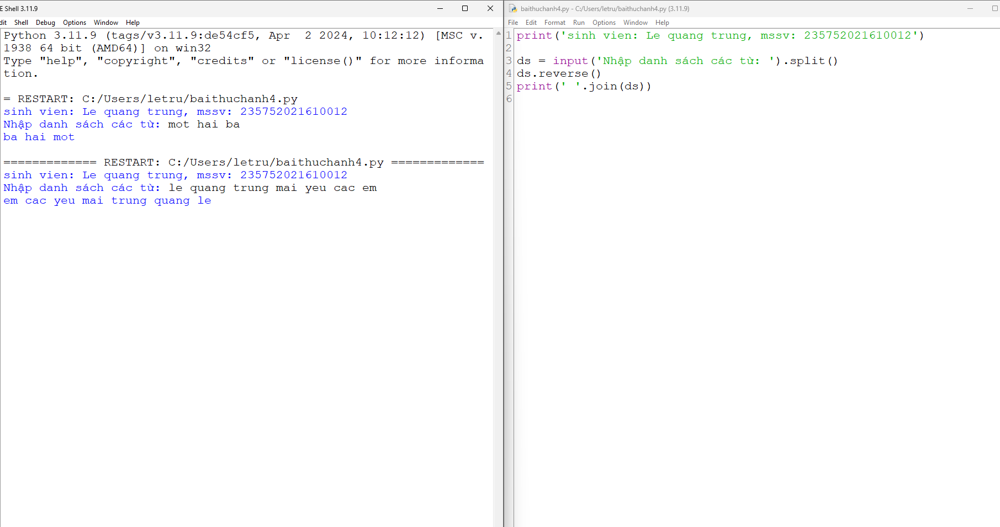 E Shell 3.11.9
dit Shell Debug Options Window Help
Python 3.11.9 (tags/v3.11.9:de54cf5, Apr  2 2024, 10:12:12) [MSC v.
1938 64 bit (AMD64)] on win32
Type "help", "copyright", "credits" or "license()" for more informa
tion.
= RESTART: C:/Users/letru/baithuchanh4.py
sinh vien: Le quang trung, mssv: 235752021610012
Nhập danh sách các từ: mot hai ba
ba hai mot
============= RESTART: C:/Users/letru/baithuchanh4.py =============
sinh vien: Le quang trung, mssv: 235752021610012
Nhập danh sách các từ: le quang trung mai yeu cac em
em cac yeu mai trung quang le
baithuchanh4.py - C:/Users/letru/baithuchanh4.py (3.11.9)
File Edit Format Run Options Window Help
1 print('sinh vien: Le quang trung, mssv: 235752021610012')
2
3 ds = input('Nhập danh sách các từ: ').split()
4 ds.reverse()
5 print(' '.join(ds))
6